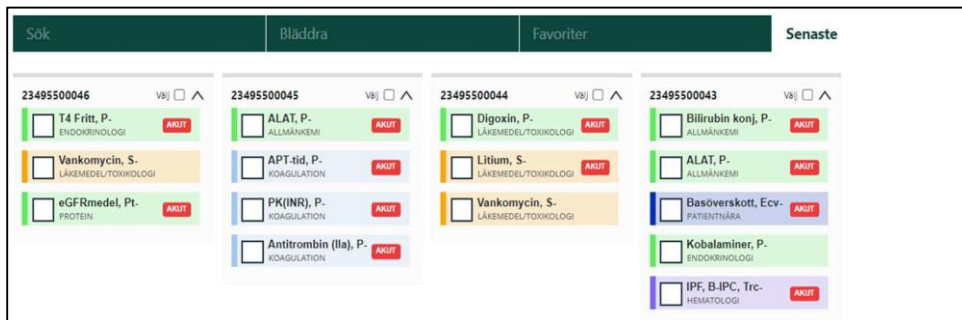 Sök
Bläddra
Favoriter
Senaste
23495500046 Välj
T4 Fritt, P-
ENDOKRINOLOGI
AKUT
Vankomycin, S-
LÄKEMEDEL/TOXIKOLOGI
eGFRmedel, Pt-
PROTEIN
AKUT
23495500045 Välj
ALAT, P-
ALLMÄNKEMI
AKUT
APT-tid, P-
KOAGULATION
AKUT
PK(INR), P-
KOAGULATION
AKUT
Antitrombin (IIa), P-
KOAGULATION
AKUT
23495500044 Välj
Digoxin, P-
LÄKEMEDEL/TOXIKOLOGI
AKUT
Litium, S-
LÄKEMEDEL/TOXIKOLOGI
AKUT
Vankomycin, S-
LÄKEMEDEL/TOXIKOLOGI
23495500043 Välj
Bilirubin konj, P-
ALLMÄNKEMI
AKUT
ALAT, P-
ALLMÄNKEMI
AKUT
Basöverskott, Ecv-
PATIENTNÄRA
AKUT
Kobalaminer, P-
ENDOKRINOLOGI
IPF, B-IPC, Trc-
HEMATOLOGI
AKUT